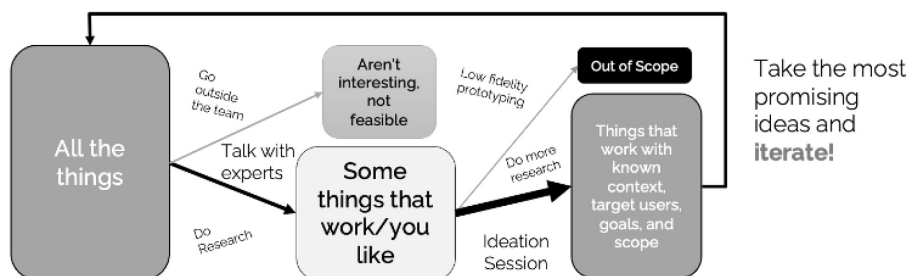 All the
things
Go
outside
the team
Talk with
experts
Do
Research
Aren't
interesting,
not
feasible
Some
things that
work/you
like
Low fidelity
prototyping
Do more
research
Ideation
Session
Out of Scope
Things that
work with
known
context,
target users,
goals, and
scope
Take the most
promising
ideas and
iterate!